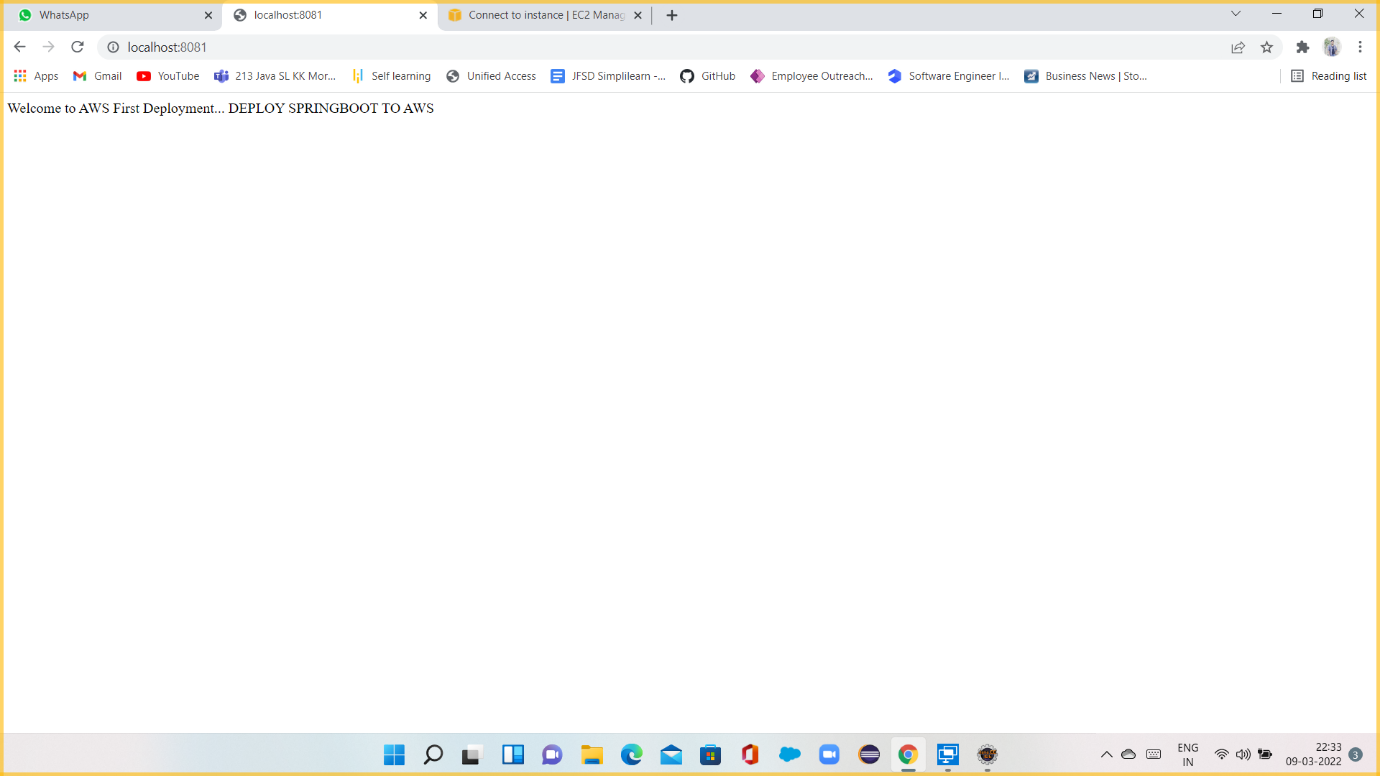 WhatsApp
localhost:8081
Connect to instance | EC2 Manag
localhost:8081
Apps Gmail YouTube 213 Java SL KK Mor... Self learning Unified Access JFSD Simplilearn -... GitHub Employee Outreach... Software Engineer I... Business News | Sto... Reading list
Welcome to AWS First Deployment... DEPLOY SPRINGBOOT TO AWS
ENG
IN
22:33
09-03-2022
3